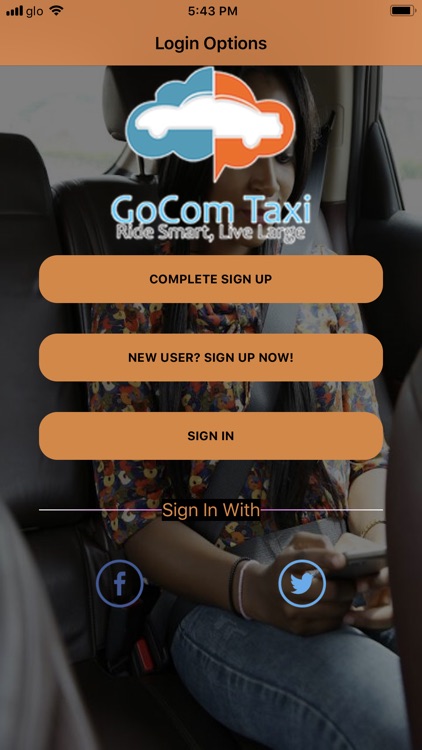 glo
5:43 PM
Login Options
GoCom Taxi
Ride Smart, Live Large
COMPLETE SIGN UP
NEW USER? SIGN UP NOW!
SIGN IN
Sign In With